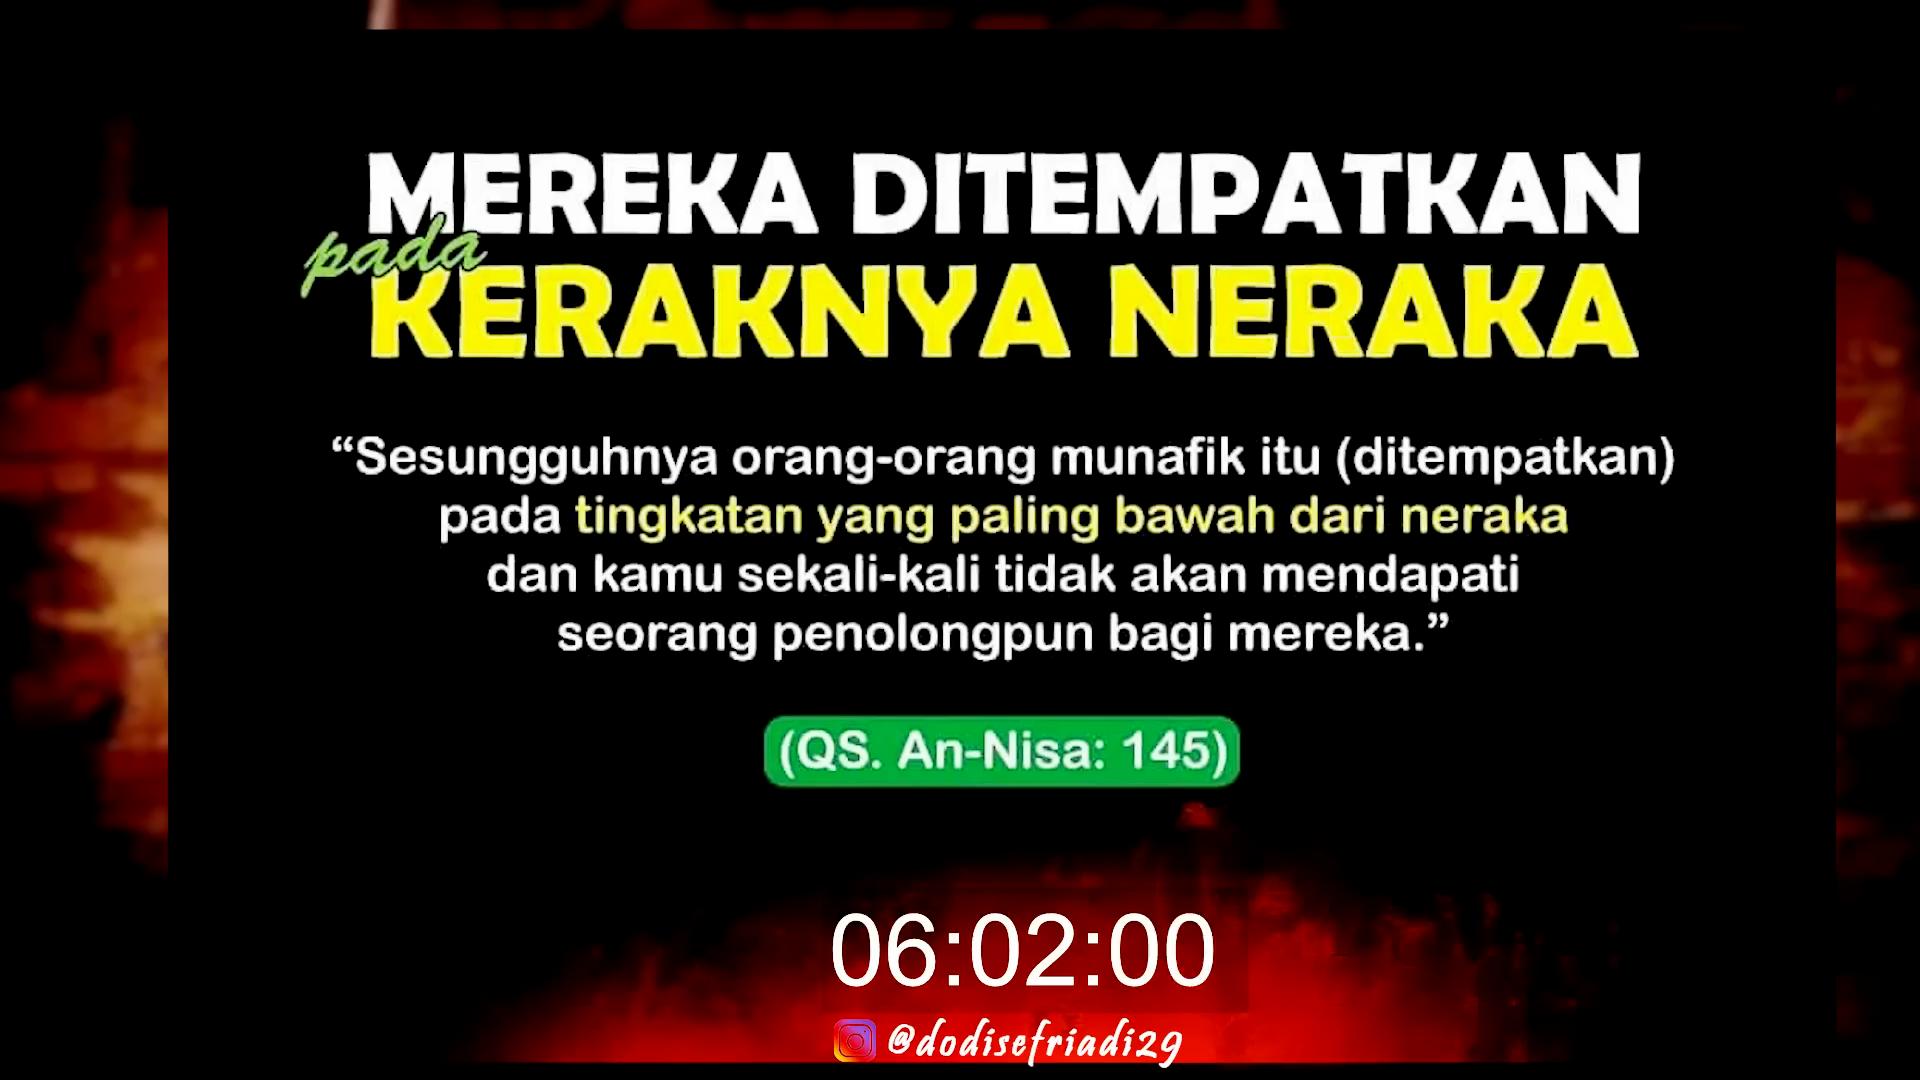 MEREKA DITEMPATKAN
pada
KERAKNYA NERAKA
“Sesungguhnya orang-orang munafik itu (ditempatkan)
pada tingkatan yang paling bawah dari neraka
dan kamu sekali-kali tidak akan mendapati
seorang penolongpun bagi mereka.”
(QS. An-Nisa: 145)
06:02:00
@dodisefriadi29